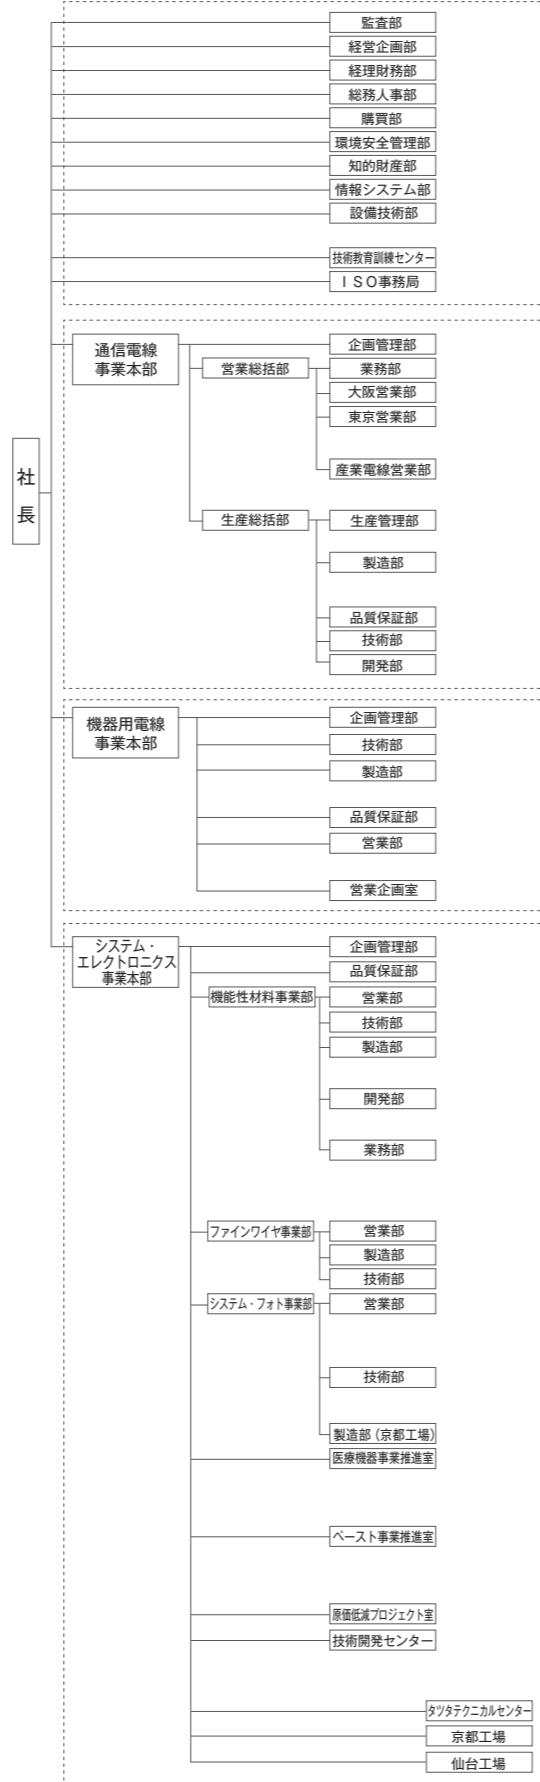 監査部
経営企画部
経理財務部
総務人事部
購買部
環境安全管理部
知的財産部
情報システム部
設備技術部
技術教育訓練センター
ＩＳＯ事務局
社
長
通信電線
事業本部
企画管理部
営業総括部
業務部
大阪営業部
東京営業部
産業電線営業部
生産総括部
生産管理部
製造部
品質保証部
技術部
開発部
機器用電線
事業本部
企画管理部
技術部
製造部
品質保証部
営業部
営業企画室
システム・
エレクトロニクス
事業本部
企画管理部
品質保証部
機能性材料事業部
営業部
技術部
製造部
開発部
業務部
ファインワイヤ事業部
営業部
製造部
技術部
システム・フォト事業部
営業部
技術部
製造部（京都工場）
医療機器事業推進室
ペースト事業推進室
原価低減プロジェクト室
技術開発センター
タツタテクニカルセンター
京都工場
仙台工場